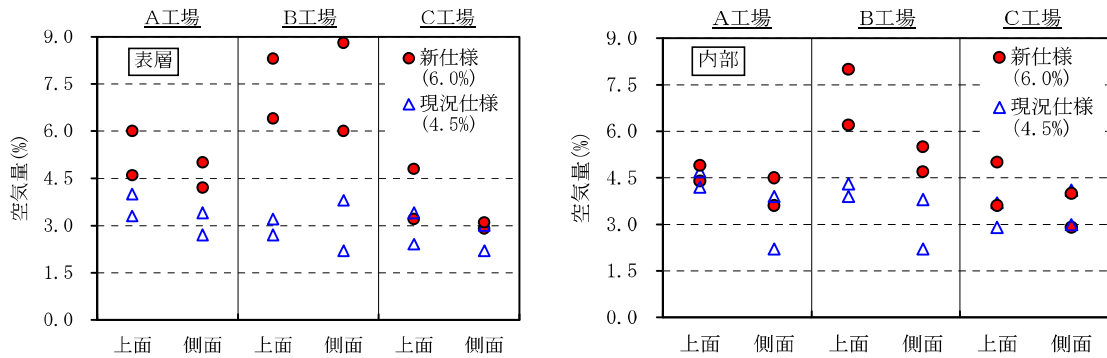 A工場 B工場 C工場
9.0
7.5
6.0
4.5
3.0
1.5
0.0
空気量(%)
表層
新仕様
(6.0%)
現況仕様
(4.5%)
上面 側面 上面 側面 上面 側面
A工場 B工場 C工場
9.0
7.5
6.0
4.5
3.0
1.5
0.0
空気量(%)
内部
新仕様
(6.0%)
現況仕様
(4.5%)
上面 側面 上面 側面 上面 側面